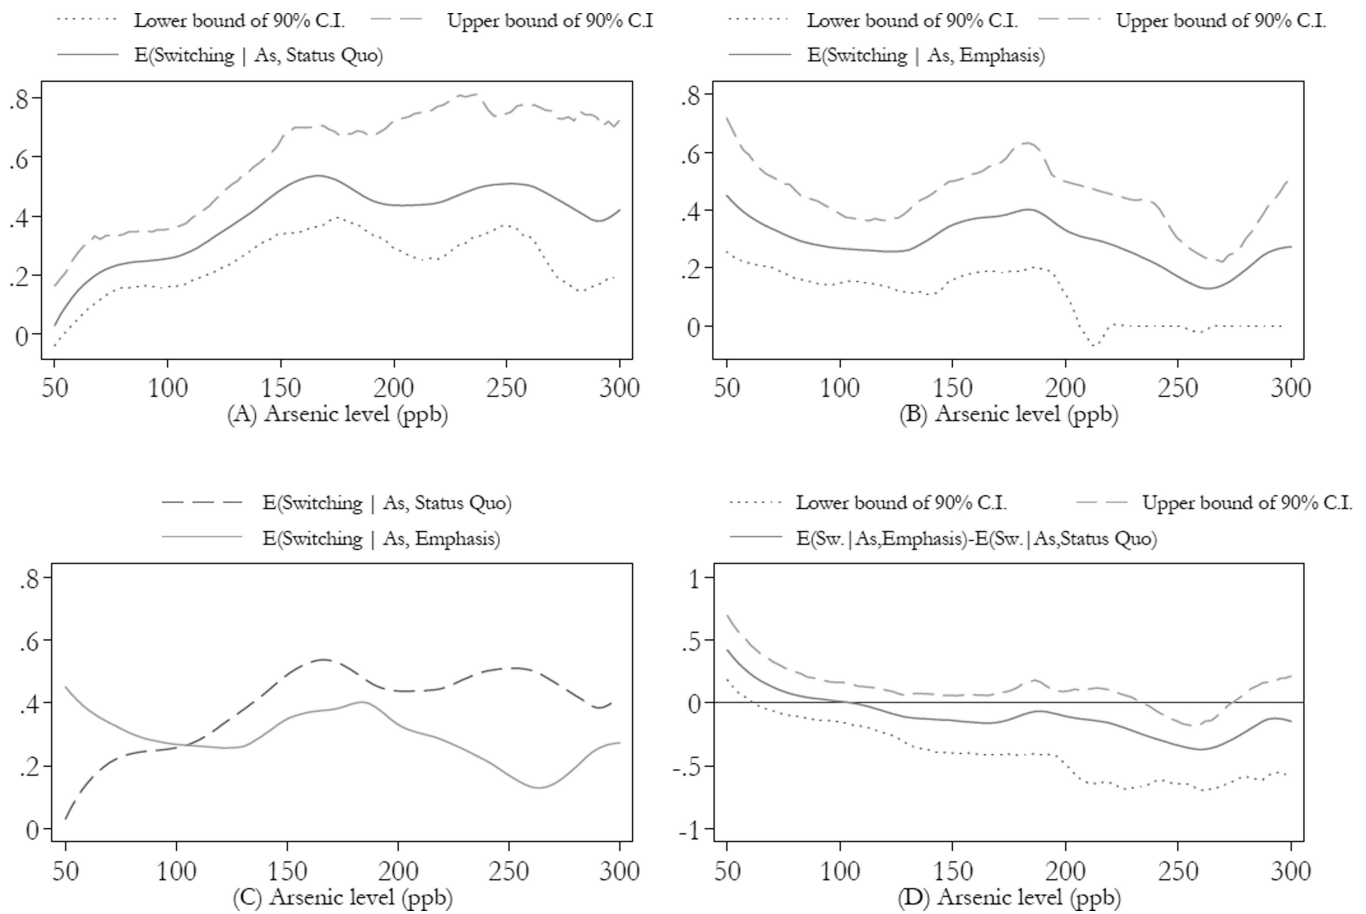 Lower bound of 90% C.I. Upper bound of 90% C.I
E(Switching | As, Status Quo)
.8
.6
.4
.2
0
50 100 150 200 250 300
(A) Arsenic level (ppb)
Lower bound of 90% C.I. Upper bound of 90% C.I.
E(Switching | As, Emphasis)
.8
.6
.4
.2
0
50 100 150 200 250 300
(B) Arsenic level (ppb)
E(Switching | As, Status Quo)
E(Switching | As, Emphasis)
.8
.6
.4
.2
0
50 100 150 200 250 300
(C) Arsenic level (ppb)
Lower bound of 90% C.I. Upper bound of 90% C.I.
E(Sw.|As,Emphasis)-E(Sw.|As,Status Quo)
1
.5
0
-.5
-1
50 100 150 200 250 300
(D) Arsenic level (ppb)